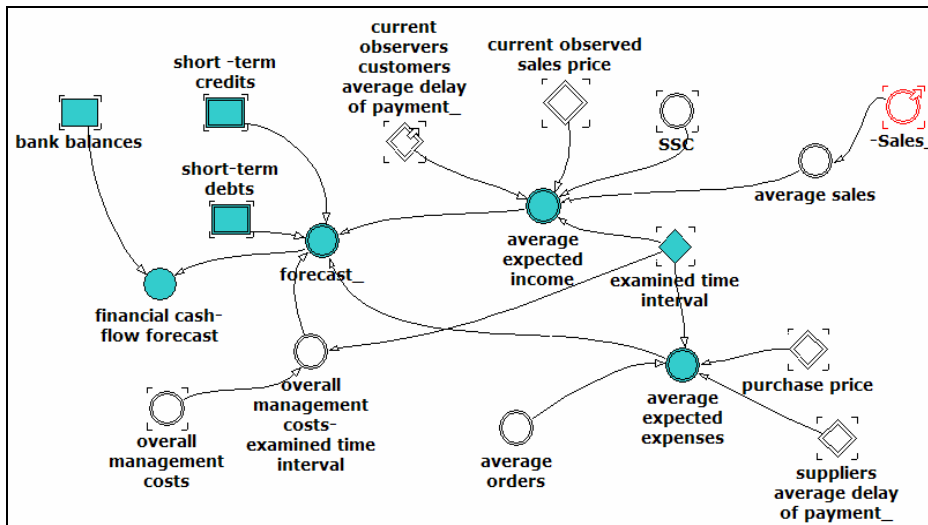 current
observers
customers
average delay
of payment_
current observed
sales price
short -term
credits
bank balances
SSC
-Sales_
short-term
debts
average sales
average
expected
income
forecast_
examined time
interval
financial cash-
flow forecast
overall
management
costs-
examined time
interval
purchase price
average
expected
expenses
overall
management
costs
average
orders
suppliers
average delay
of payment_